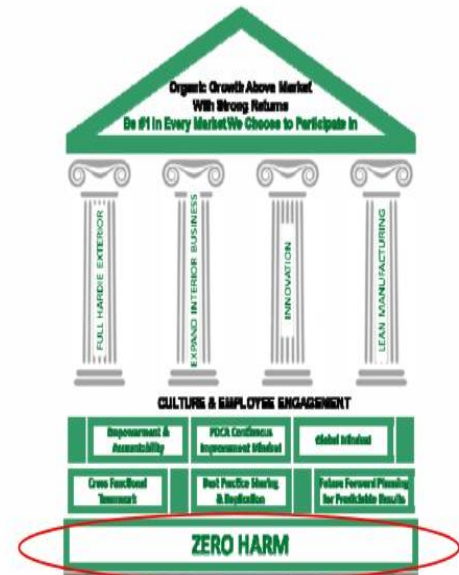 Organic Growth Above Market
With Strong Returns
Be #1 in Every Market We Choose to Participate in
FULL HARDIE EXTERIOR
EXPAND INTERIOR BUSINESS
INNOVATION
LEAN MANUFACTURING
CULTURE & EMPLOYEE ENGAGEMENT
Empowerment &
Accountability
PDCA Continuous
Improvement Mindset
Global Mindset
Cross Functional
Teamwork
Best Practice Sharing
& Replication
Future Forward Planning
for Predictable Results
ZERO HARM